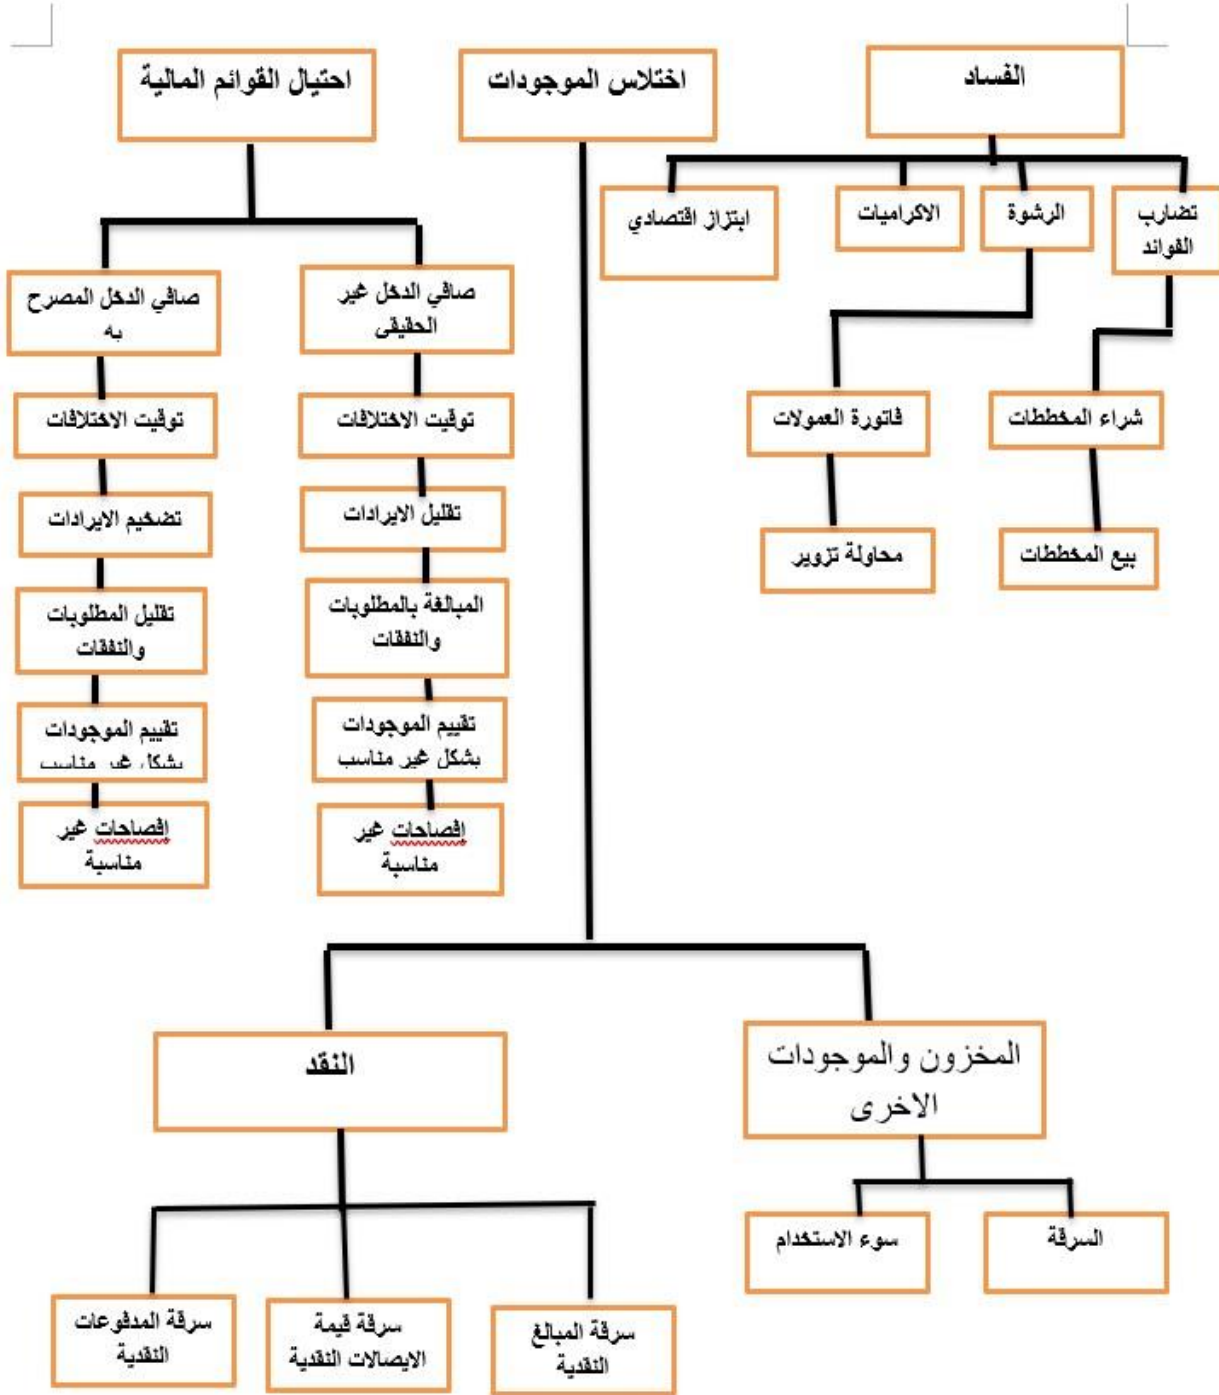 الفساد
اختلاس الموجودات
احتيال القوائم المالية
تضارب
الفوائد
الرشوة
الاكراميات
ابتزاز اقتصادي
شراء المخططات
بيع المخططات
فاتورة العمولات
محاولة تزوير
صافي الدخل غير
الحقيقي
توقيت الاختلافات
تقليل الايرادات
المبالغة بالمطلوبات
والنفقات
تقييم الموجودات
بشكل غير مناسب
إفصاحات غير
مناسبة
صافي الدخل المصرح
به
توقيت الاختلافات
تضخيم الايرادات
تقليل المطلوبات
والنفقات
تقييم الموجودات
بشكل غير مناسب
إفصاحات غير
مناسبة
المخزون والموجودات
الاخرى
السرقة
سوء الاستخدام
النقد
سرقة المبالغ
النقدية
سرقة قيمة
الايصالات النقدية
سرقة المدفوعات
النقدية